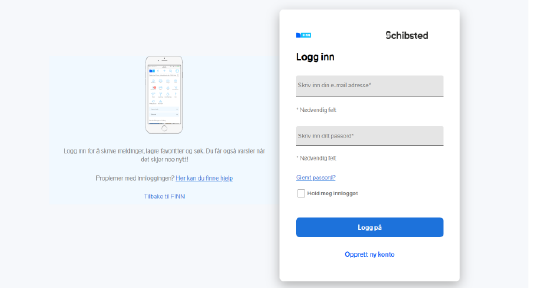 FINN
Schibsted
Logg inn
Skriv inn din e-mail adresse*
* Nødvendig felt
Skriv inn ditt passord*
* Nødvendig felt
Glemt passord?
Hold meg innlogget
Logg på
Opprett ny konto
Logg inn for å skrive meldinger, lagre favoritter og søk. Du får også varsler når
det skjer noe nytt!
Problemer med innloggingen? Her kan du finne hjelp
Tilbake til FINN